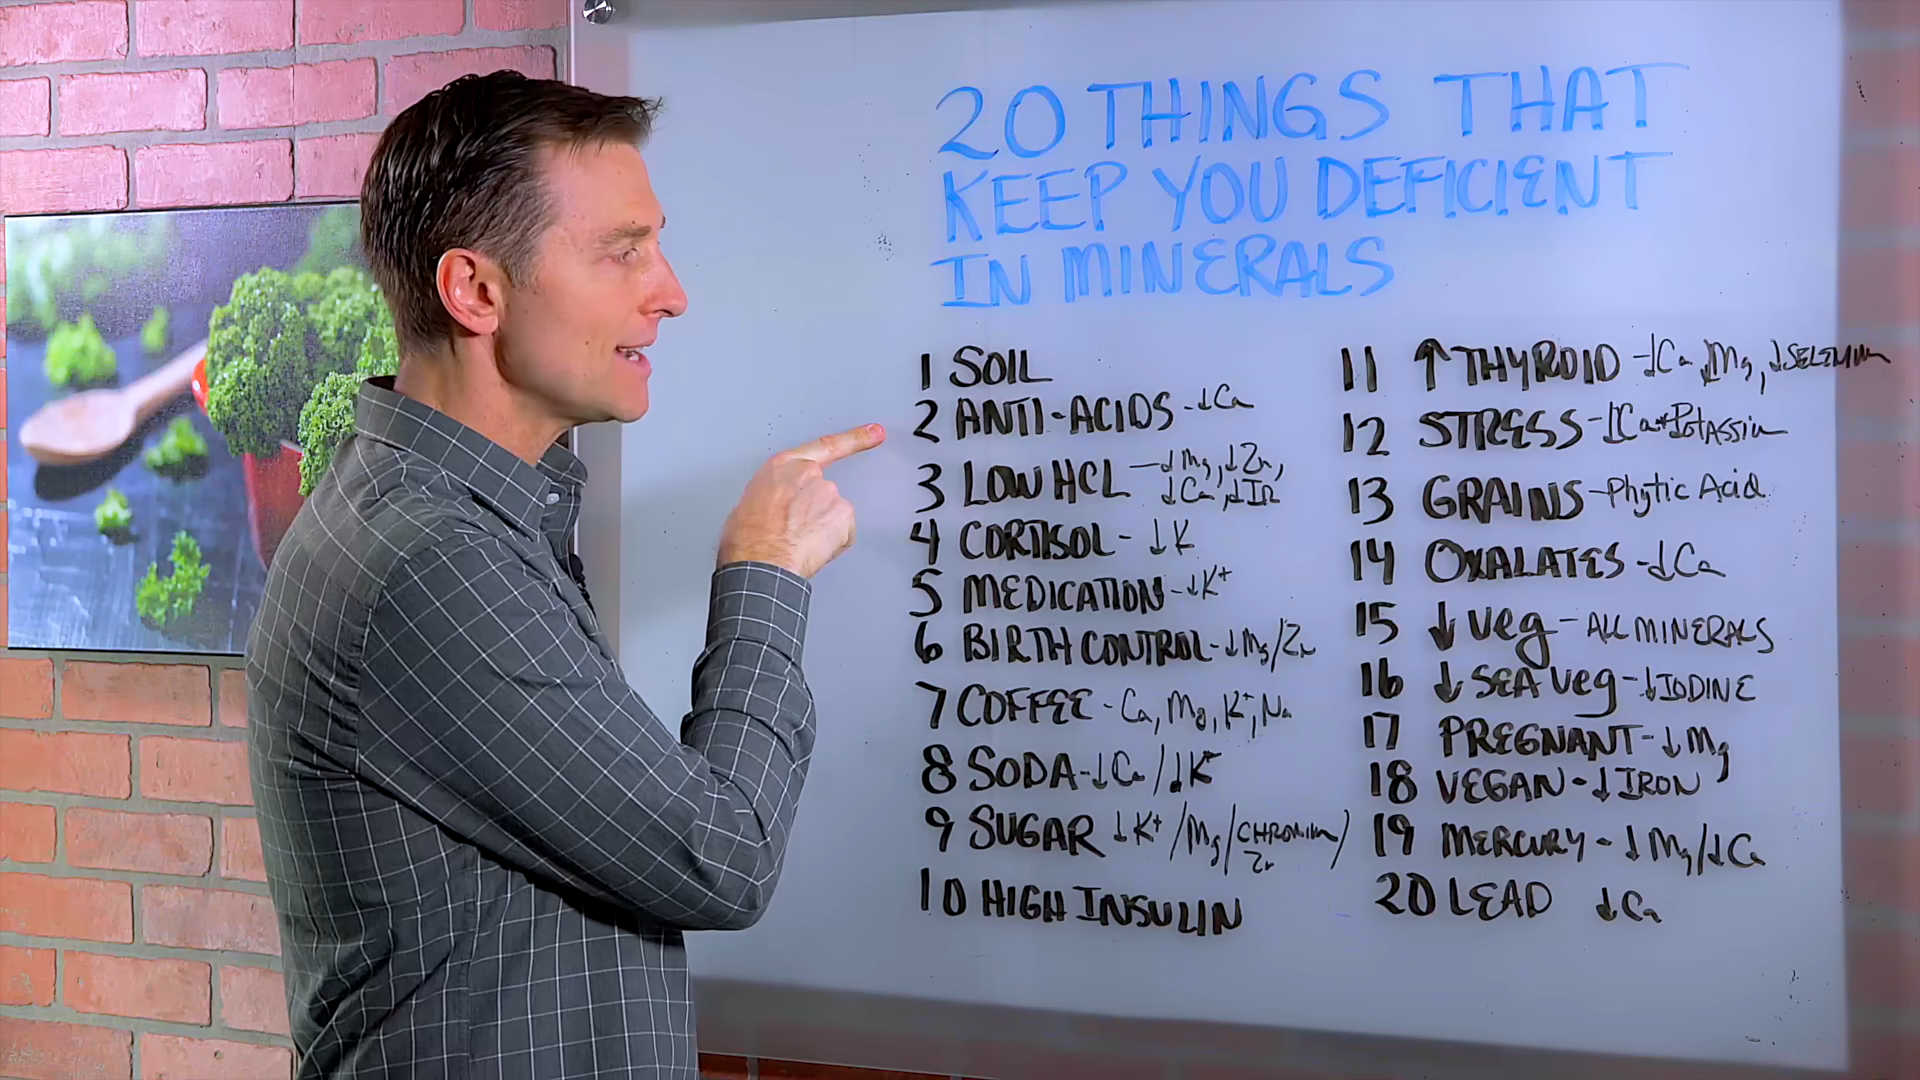 20 THINGS THAT
KEEP YOU DEFICIENT
IN MINERALS
1 SOIL
2 ANTI-ACIDS - ↓Ca
3 LOW HCL - ↓Mg, ↓Zn,
↓Ca, ↓IR
4 CORTISOL - ↓K
5 MEDICATION - ↓K+
6 BIRTH CONTROL - ↓Mg/Zn
7 COFFEE - Ca, Mg, K+, Na
8 SODA - ↓Ca / ↓K+
9 SUGAR ↓K+ / Mg / CHROMIUM /
Zn
10 HIGH INSULIN
11 ↑ THYROID - ↓Ca, ↓Mg, ↓SELENIUM
12 STRESS - ↓Ca + Potassium
13 GRAINS - Phytic Acid
14 OXALATES - ↓Ca
15 ↓ Veg - ALL MINERALS
16 ↓ SEA Veg - ↓IODINE
17 PREGNANT - ↓Mg
18 VEGAN - ↓IRON
19 MERCURY - ↓Mg/↓Ca
20 LEAD ↓Ca